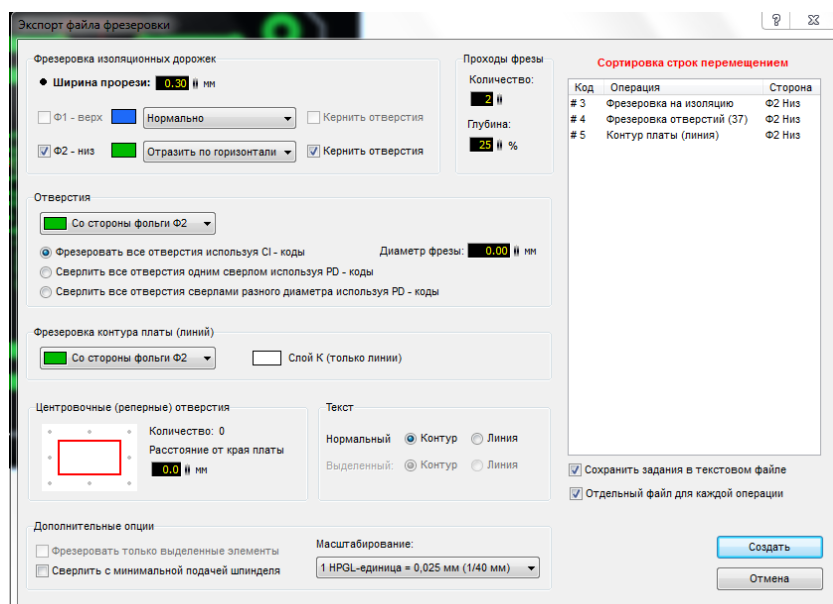 Экспорт файла фрезеровки
Фрезеровка изоляционных дорожек
Ширина прорези: 0.30 мм
Ф1 - верх Нормально Кернить отверстия
Ф2 - низ Отразить по горизонтали Кернить отверстия
Проходы фрезы
Количество:
2
Глубина:
25 %
Отверстия
Со стороны фольги Ф2
Фрезеровать все отверстия используя CI - коды Диаметр фрезы: 0.00 мм
Сверлить все отверстия одним сверлом используя PD - коды
Сверлить все отверстия сверлами разного диаметра используя PD - коды
Фрезеровка контура платы (линий)
Со стороны фольги Ф2 Слой К (только линии)
Центровочные (реперные) отверстия
Количество: 0
Расстояние от края платы
0.0 мм
Текст
Нормальный Контур Линия
Выделенный: Контур Линия
Дополнительные опции
Фрезеровать только выделенные элементы
Сверлить с минимальной подачей шпинделя
Масштабирование:
1 HPGL-единица = 0,025 мм (1/40 мм)
Сортировка строк перемещением
Код Операция Сторона
# 3 Фрезеровка на изоляцию Ф2 Низ
# 4 Фрезеровка отверстий (37) Ф2 Низ
# 5 Контур платы (линия) Ф2 Низ
Сохранить задания в текстовом файле
Отдельный файл для каждой операции
Создать
Отмена